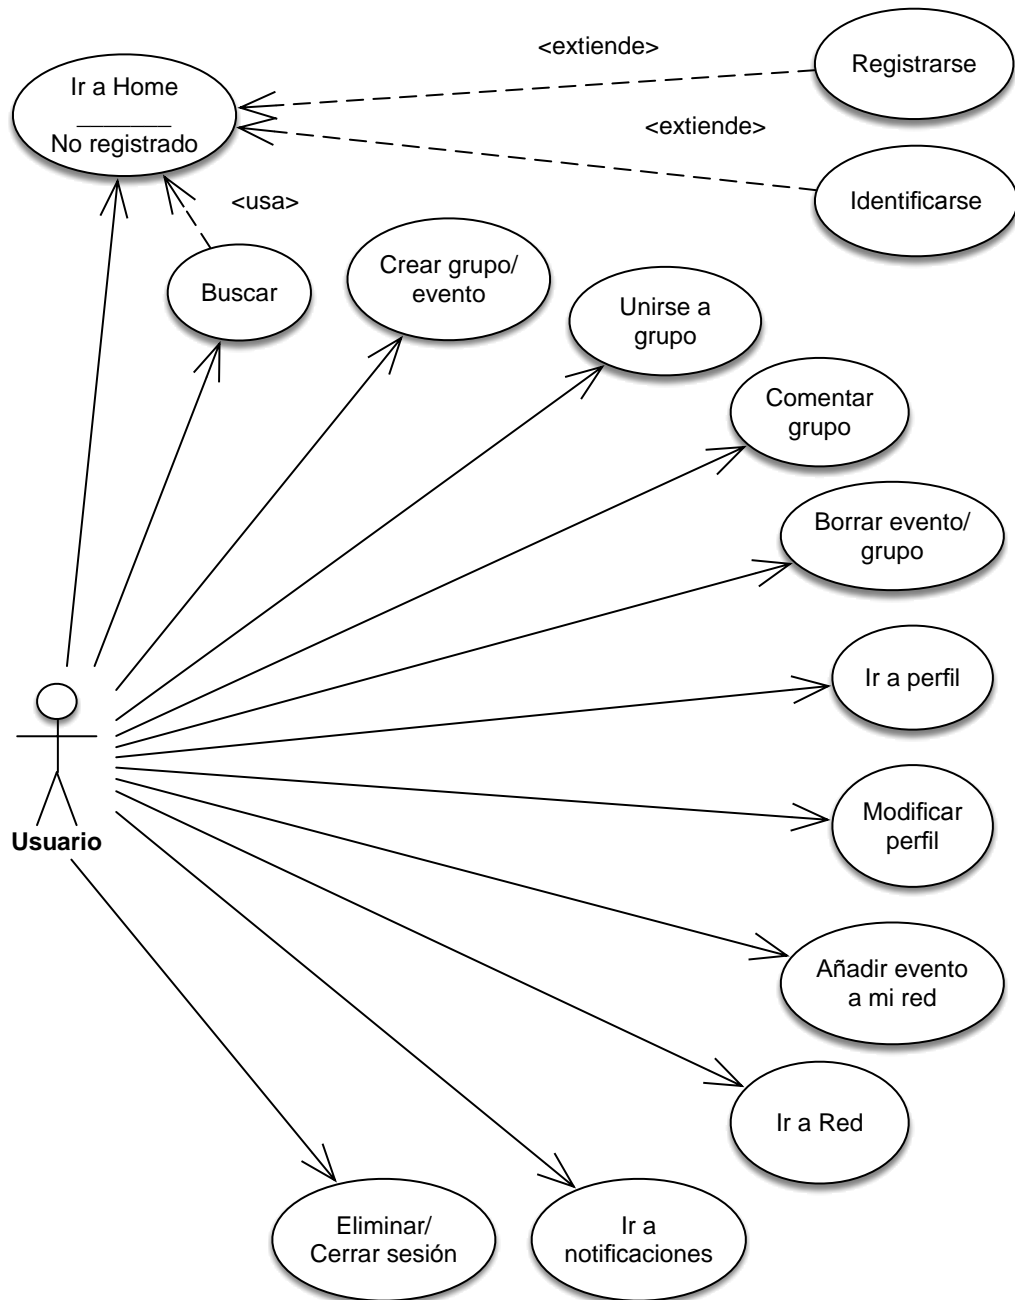 <extiende>
Registrarse
Ir a Home
________
No registrado
<extiende>
Identificarse
<usa>
Buscar
Crear grupo/
evento
Unirse a
grupo
Comentar
grupo
Borrar evento/
grupo
Ir a perfil
Modificar
perfil
Usuario
Añadir evento
a mi red
Ir a Red
Eliminar/
Cerrar sesión
Ir a
notificaciones